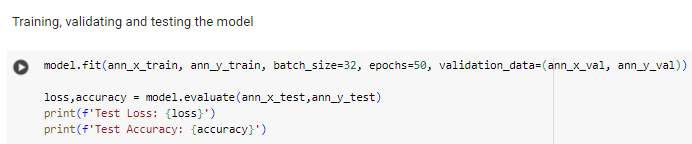 Training, validating and testing the model
model.fit(ann_x_train, ann_y_train, batch_size=32, epochs=50, validation_data=(ann_x_val, ann_y_val))
loss,accuracy = model.evaluate(ann_x_test,ann_y_test)
print(f'Test Loss: {loss}')
print(f'Test Accuracy: {accuracy}')